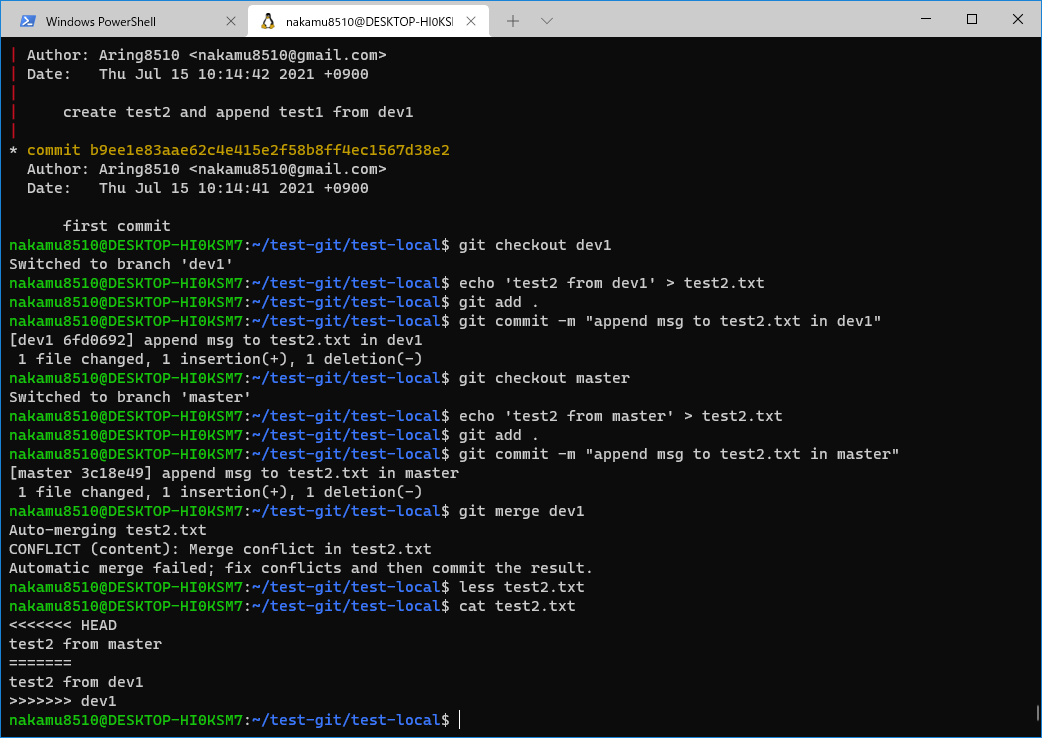 Windows PowerShell
nakamu8510@DESKTOP-HI0KS
| Author: Aring8510 <nakamu8510@gmail.com>
| Date:   Thu Jul 15 10:14:42 2021 +0900
|
|     create test2 and append test1 from dev1
|
* commit b9ee1e83aae62c4e415e2f58b8ff4ec1567d38e2
  Author: Aring8510 <nakamu8510@gmail.com>
  Date:   Thu Jul 15 10:14:41 2021 +0900

      first commit
nakamu8510@DESKTOP-HI0KSM7:~/test-git/test-local$ git checkout dev1
Switched to branch 'dev1'
nakamu8510@DESKTOP-HI0KSM7:~/test-git/test-local$ echo 'test2 from dev1' > test2.txt
nakamu8510@DESKTOP-HI0KSM7:~/test-git/test-local$ git add .
nakamu8510@DESKTOP-HI0KSM7:~/test-git/test-local$ git commit -m "append msg to test2.txt in dev1"
[dev1 6fd0692] append msg to test2.txt in dev1
 1 file changed, 1 insertion(+), 1 deletion(-)
nakamu8510@DESKTOP-HI0KSM7:~/test-git/test-local$ git checkout master
Switched to branch 'master'
nakamu8510@DESKTOP-HI0KSM7:~/test-git/test-local$ echo 'test2 from master' > test2.txt
nakamu8510@DESKTOP-HI0KSM7:~/test-git/test-local$ git add .
nakamu8510@DESKTOP-HI0KSM7:~/test-git/test-local$ git commit -m "append msg to test2.txt in master"
[master 3c18e49] append msg to test2.txt in master
 1 file changed, 1 insertion(+), 1 deletion(-)
nakamu8510@DESKTOP-HI0KSM7:~/test-git/test-local$ git merge dev1
Auto-merging test2.txt
CONFLICT (content): Merge conflict in test2.txt
Automatic merge failed; fix conflicts and then commit the result.
nakamu8510@DESKTOP-HI0KSM7:~/test-git/test-local$ less test2.txt
nakamu8510@DESKTOP-HI0KSM7:~/test-git/test-local$ cat test2.txt
<<<<<<< HEAD
test2 from master
=======
test2 from dev1
>>>>>>> dev1
nakamu8510@DESKTOP-HI0KSM7:~/test-git/test-local$